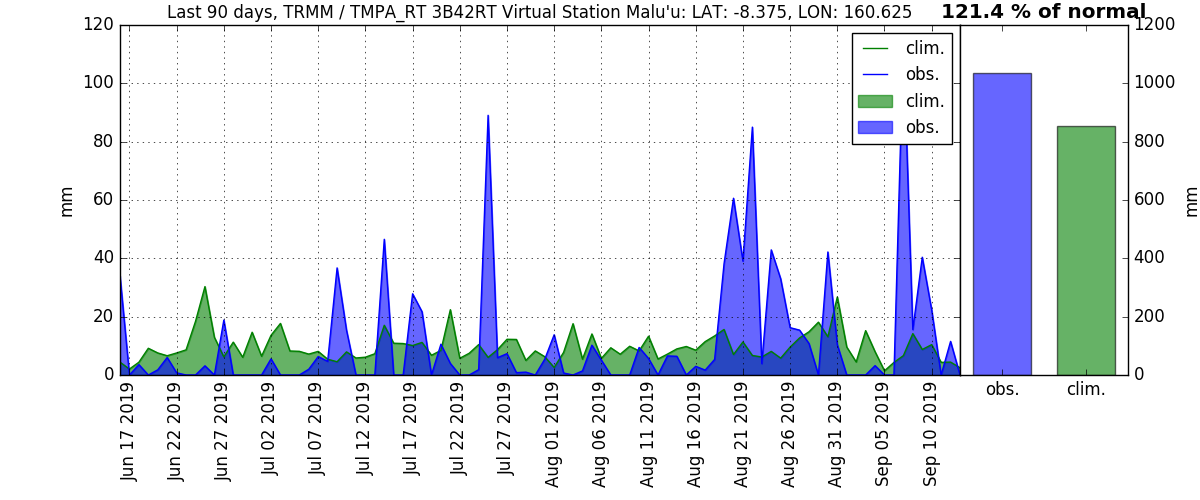 Last 90 days, TRMM / TMPA_RT 3B42RT Virtual Station Malu'u: LAT: -8.375, LON: 160.625
121.4 % of normal
120
100
80
60
40
20
0
mm
clim.
obs.
clim.
obs.
1200
1000
800
600
400
200
0
mm
Jun 17 2019
Jun 22 2019
Jun 27 2019
Jul 02 2019
Jul 07 2019
Jul 12 2019
Jul 17 2019
Jul 22 2019
Jul 27 2019
Aug 01 2019
Aug 06 2019
Aug 11 2019
Aug 16 2019
Aug 21 2019
Aug 26 2019
Aug 31 2019
Sep 05 2019
Sep 10 2019
obs.
clim.